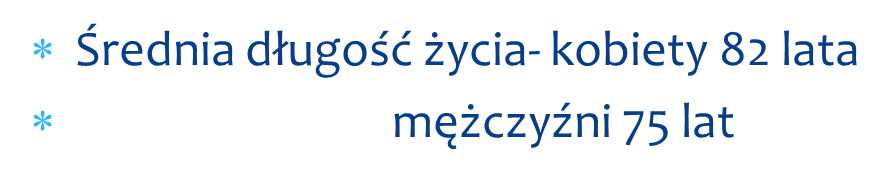 * Średnia długość życia- kobiety 82 lata
* mężczyźni 75 lat